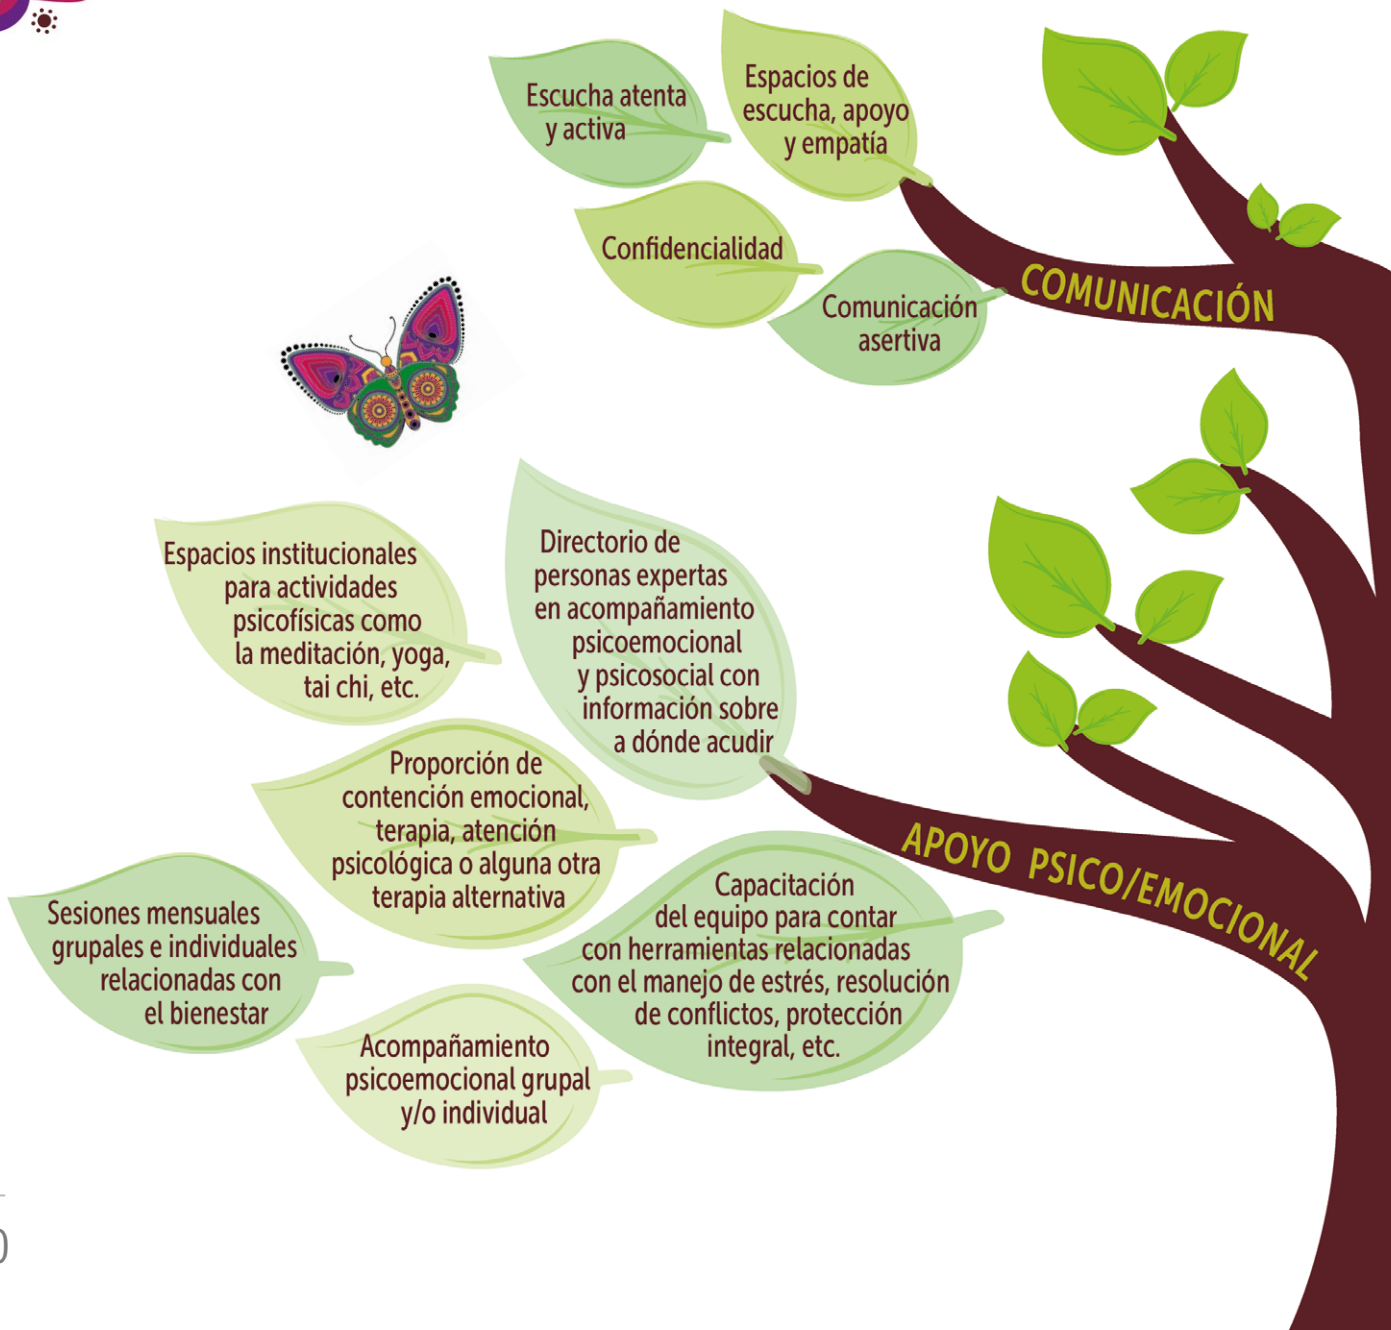 Escucha atenta
y activa
Espacios de
escucha, apoyo
y empatía
Confidencialidad
Comunicación
asertiva
COMUNICACIÓN
Espacios institucionales
para actividades
psicofísicas como
la meditación, yoga,
tai chi, etc.
Directorio de
personas expertas
en acompañamiento
psicoemocional
y psicosocial con
información sobre
a dónde acudir
Proporción de
contención emocional,
terapia, atención
psicológica o alguna otra
terapia alternativa
Capacitación
del equipo para contar
con herramientas relacionadas
con el manejo de estrés, resolución
de conflictos, protección
integral, etc.
Sesiones mensuales
grupales e individuales
relacionadas con
el bienestar
Acompañamiento
psicoemocional grupal
y/o individual
APOYO PSICO/EMOCIONAL